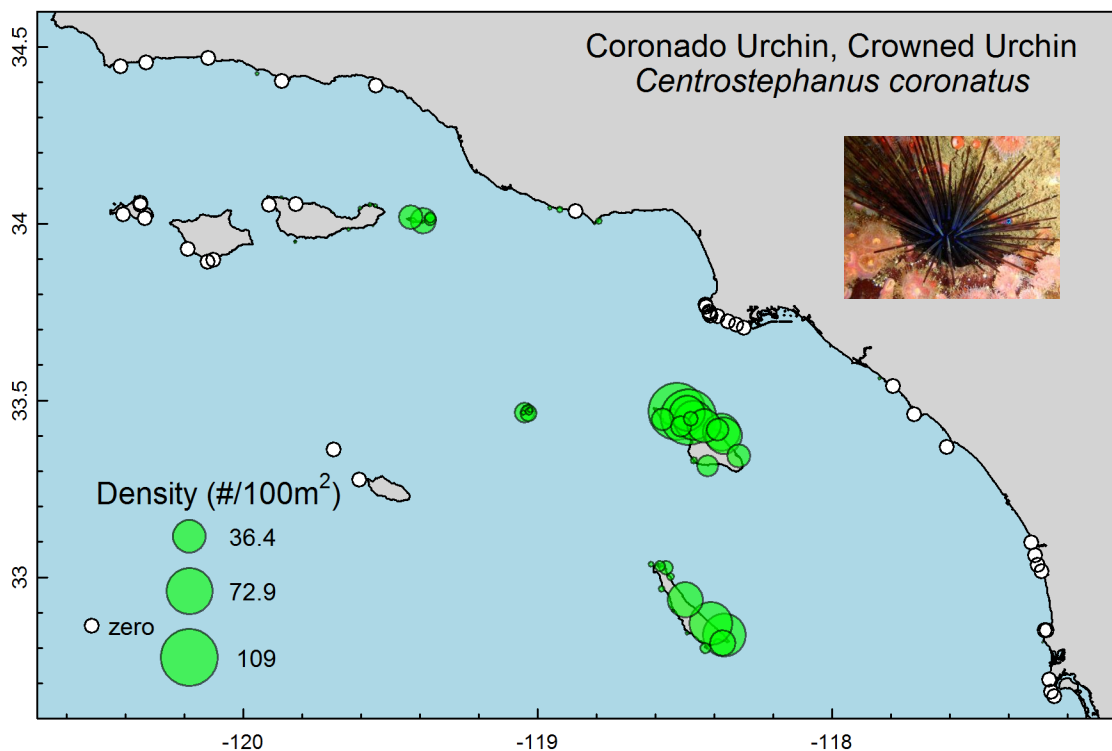 Coronado Urchin, Crowned Urchin
Centrostephanus coronatus
34.5
34
33.5
33
Density (#/100m²)
36.4
72.9
zero
109
-120
-119
-118